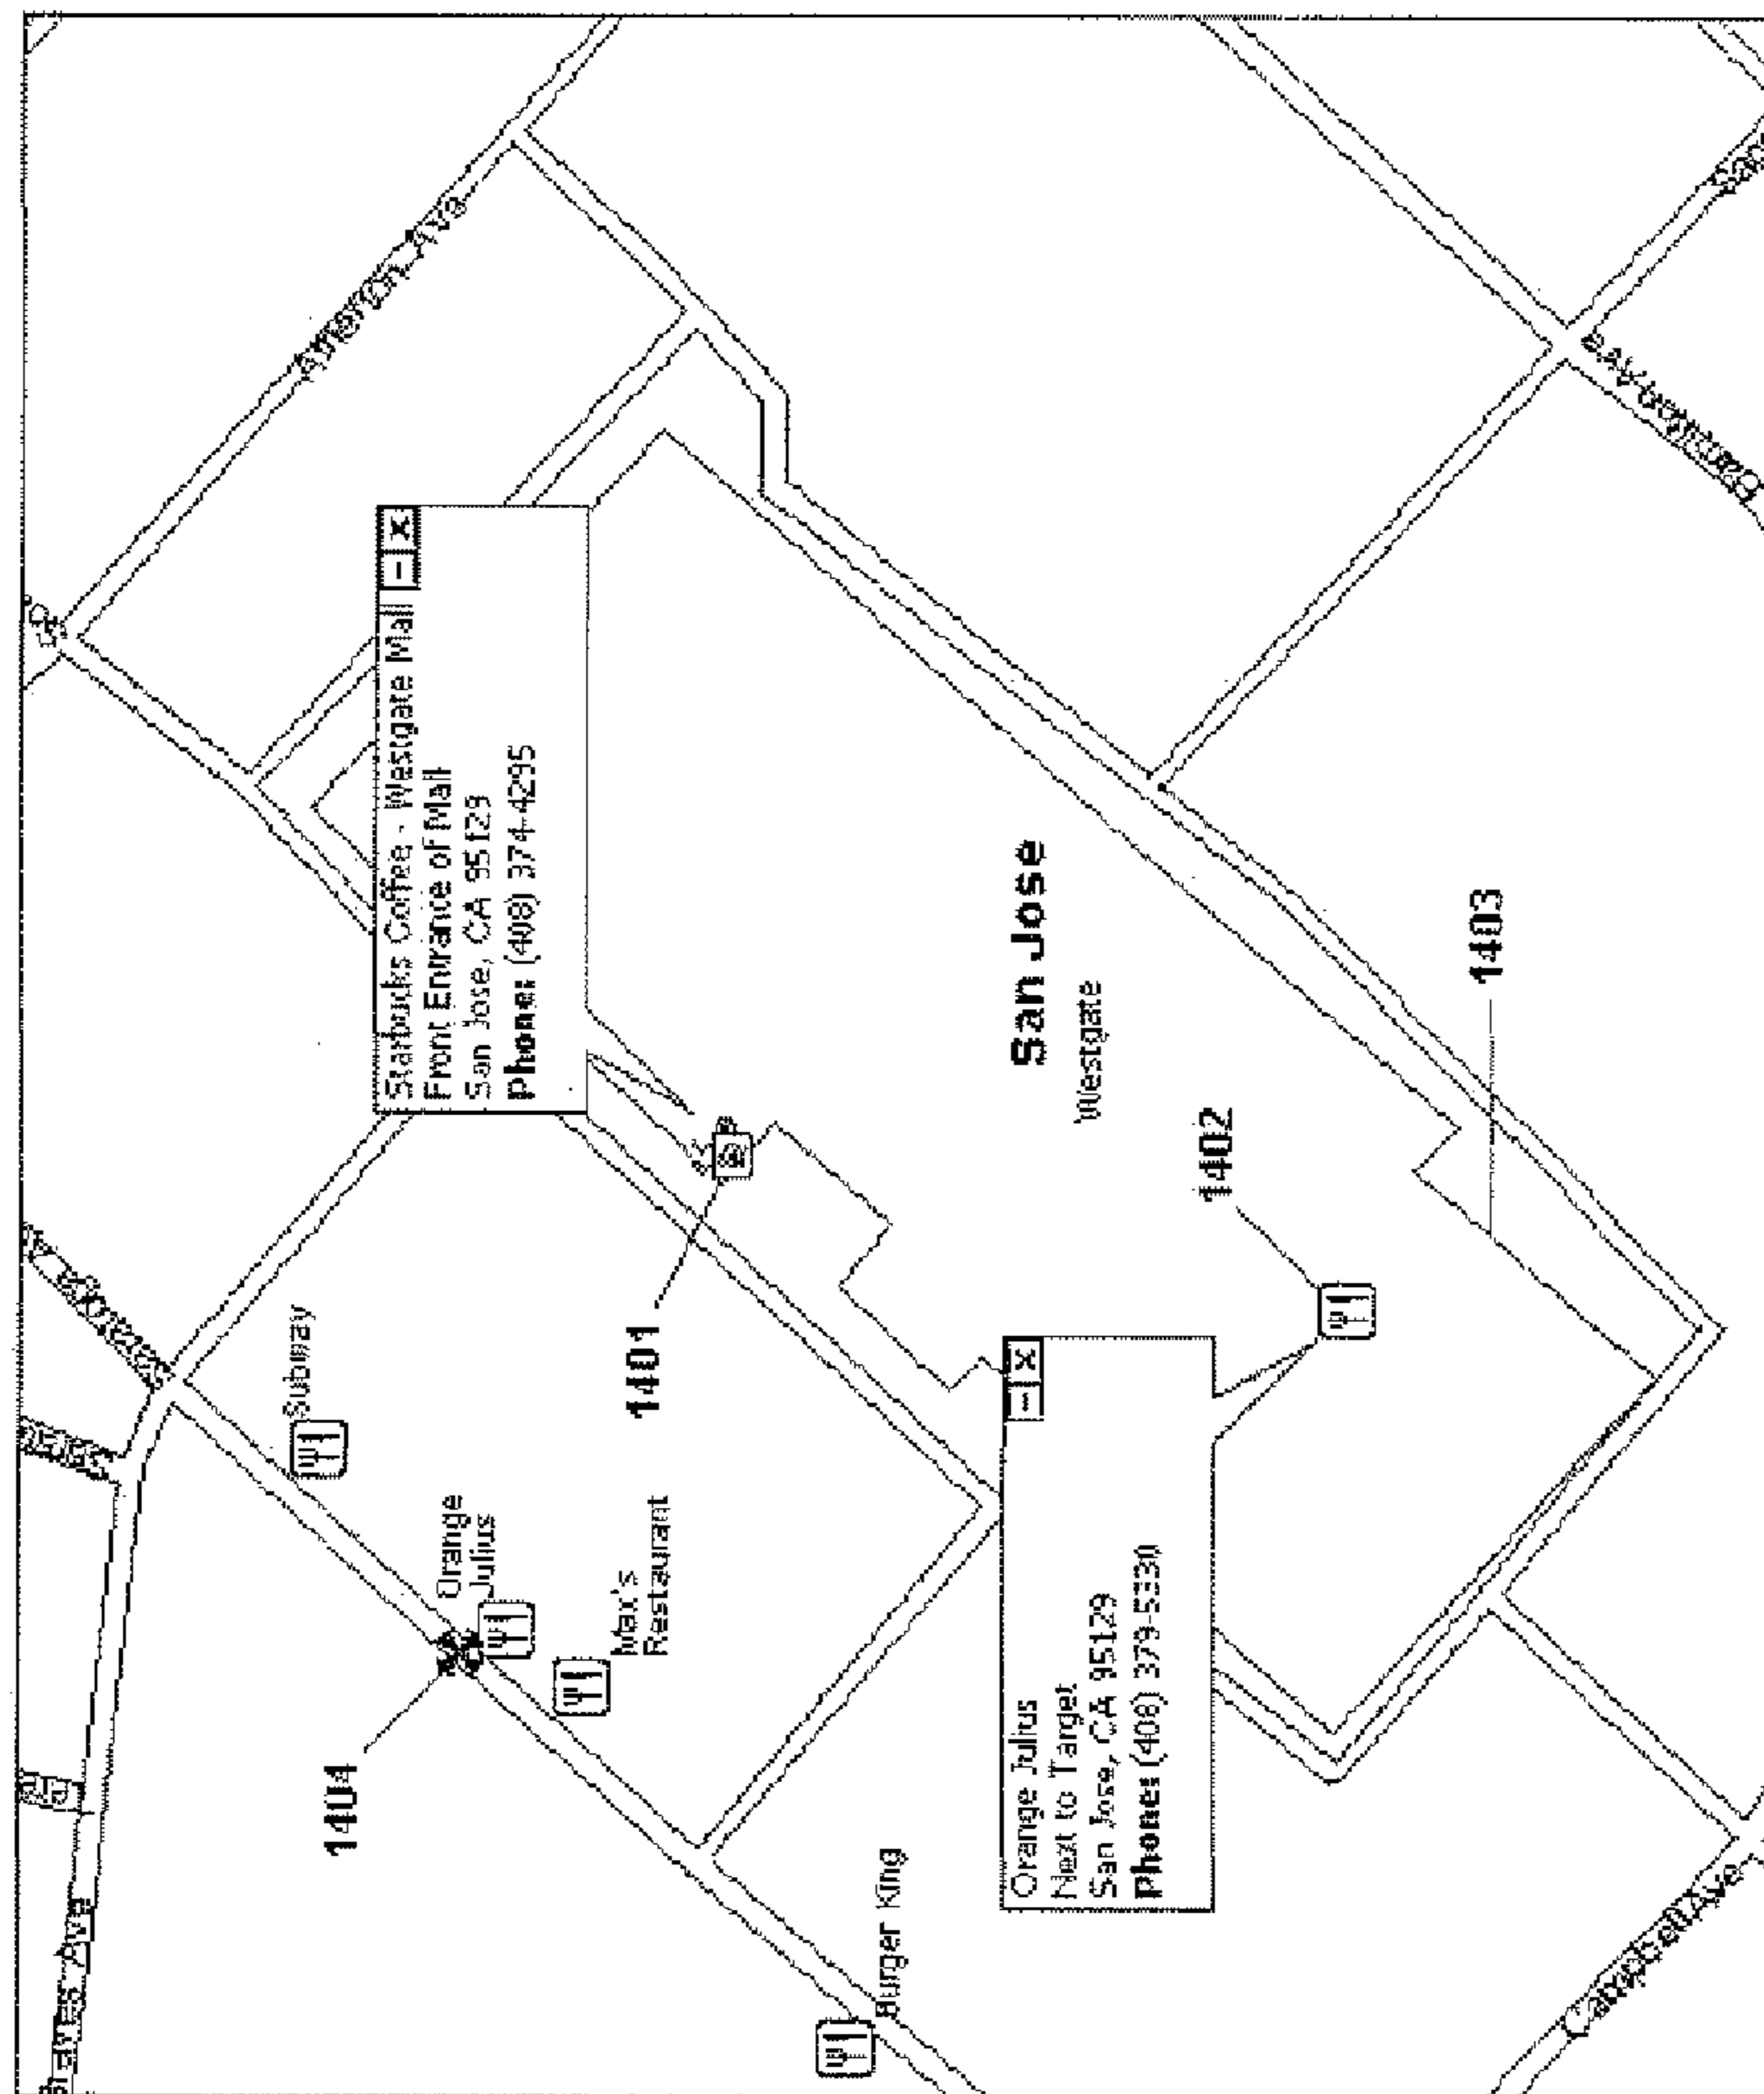 Starbucks Coffee - Westgate Mall
Front Entrance of Mall
San Jose, CA 95129
Phone: (408) 374-4295
Atherton Ave
Subway
1404
Orange
Julius
Max's
Restaurant
1401
Burger King
San Jose
Westgate
Orange Julius
Next to Target
San Jose, CA 95129
Phone: (408) 379-5330
1402
1403
Campbell Ave